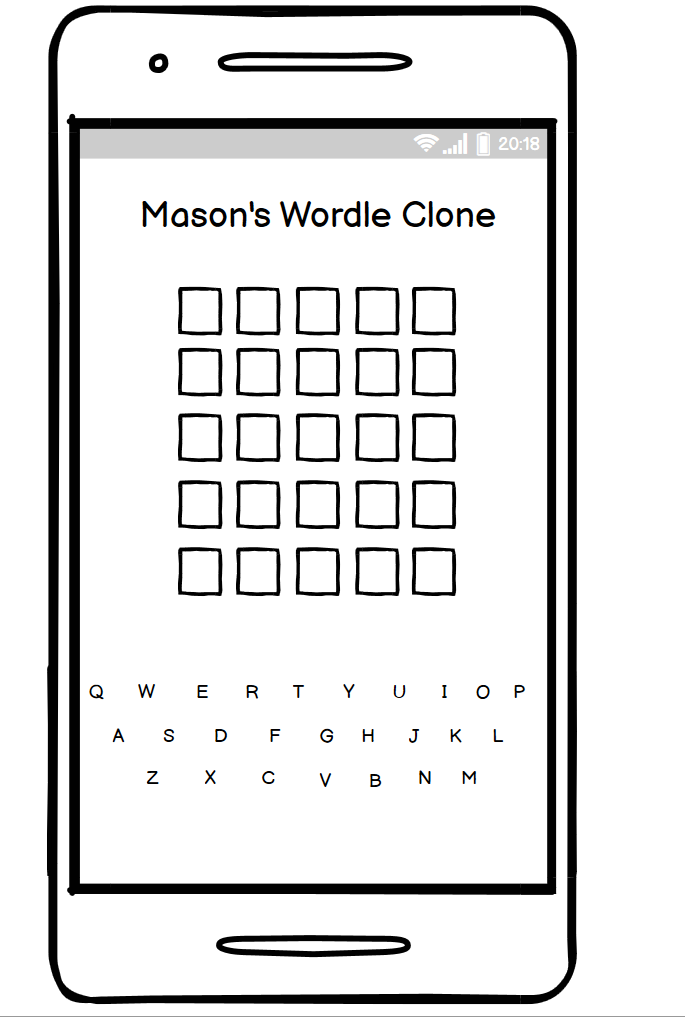 20:18
Mason's Wordle Clone
Q W E R T Y U I O P
A S D F G H J K L
Z X C V B N M